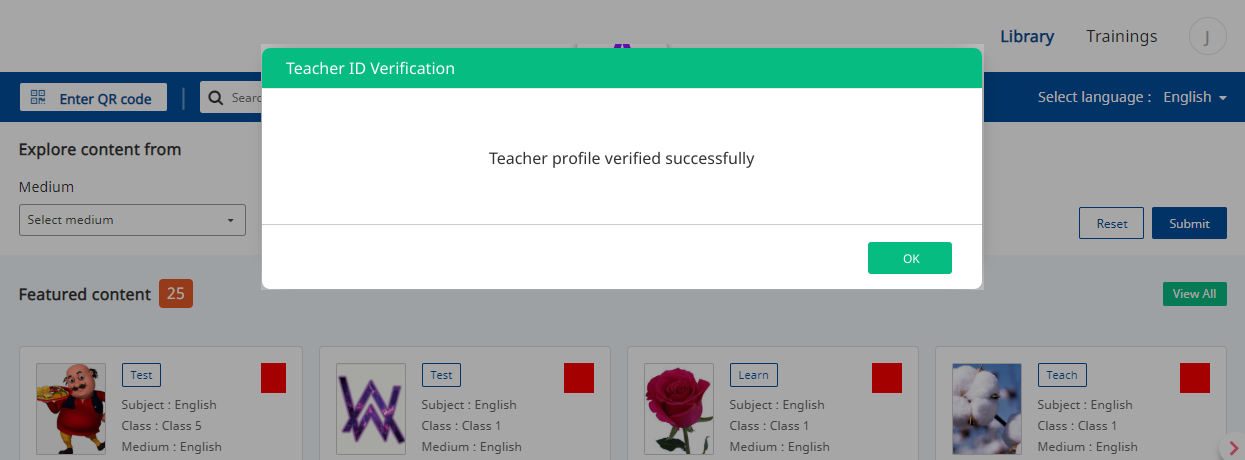 Library
Trainings
J
Enter QR code
Sear
Select language : English
Teacher ID Verification
Teacher profile verified successfully
OK
Explore content from
Medium
Select medium
Reset
Submit
Featured content 25
View All
Test
Subject : English
Class : Class 5
Medium : English
Test
Subject : English
Class : Class 1
Medium : English
Learn
Subject : English
Class : Class 1
Medium : English
Teach
Subject : English
Class : Class 1
Medium : English